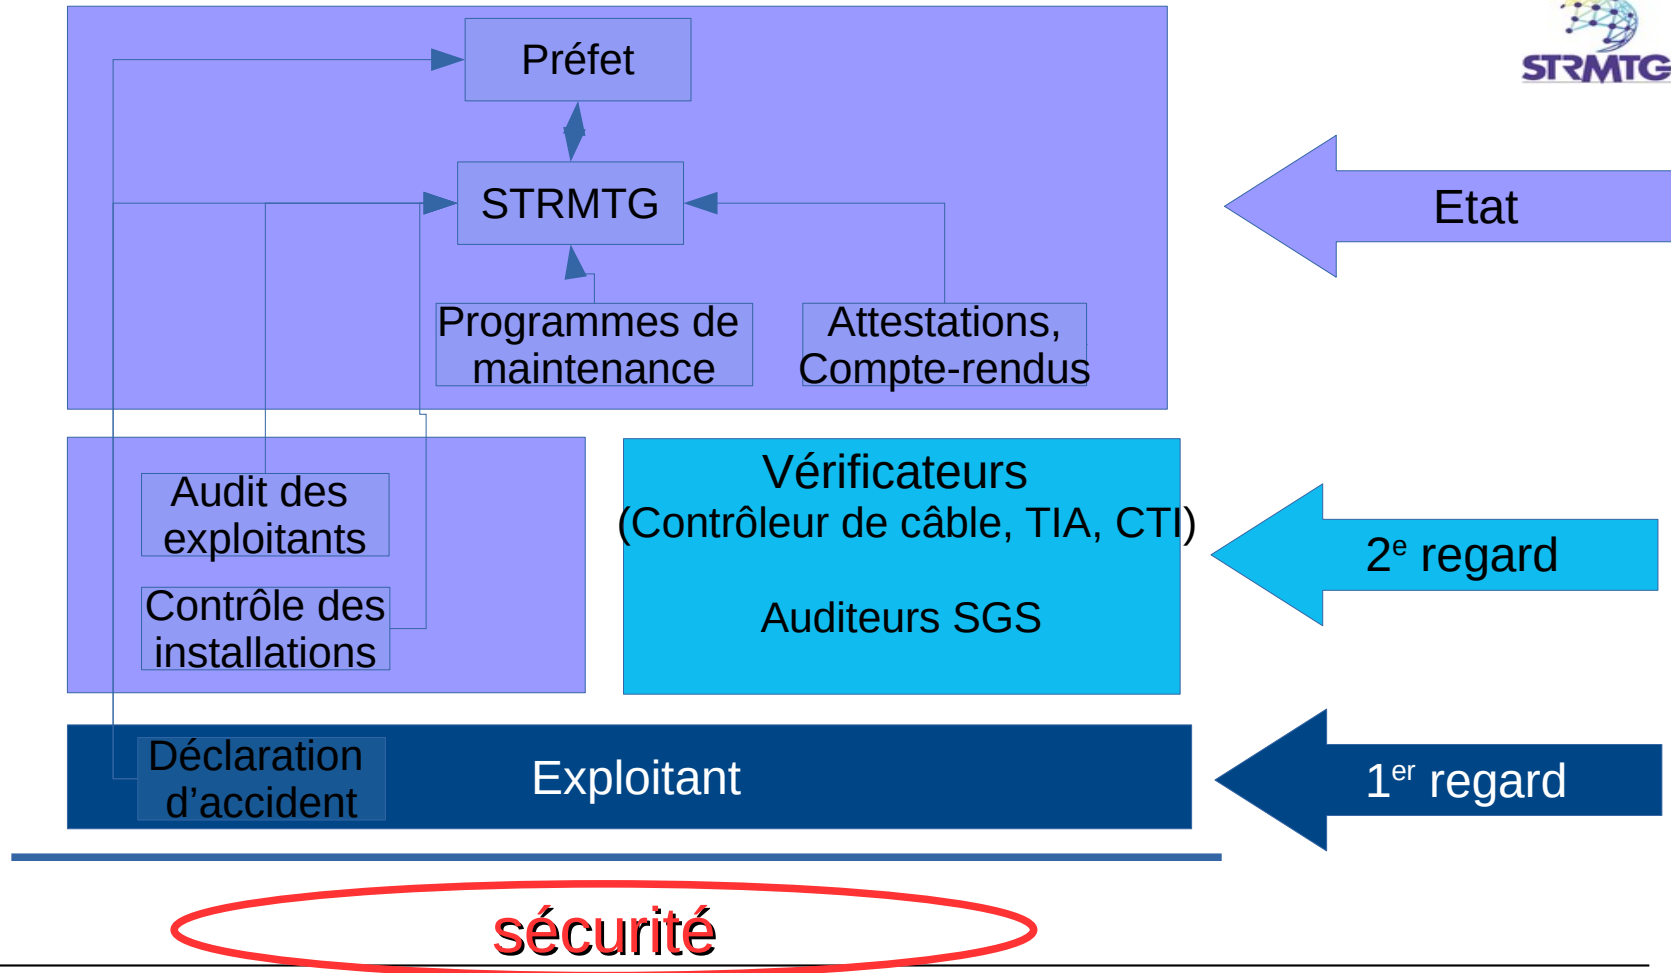 STRMTG
Préfet
STRMTG
Etat
Programmes de
maintenance
Attestations,
Compte-rendus
Audit des
exploitants
Contrôle des
installations
Vérificateurs
(Contrôleur de câble, TIA, CTI)
Auditeurs SGS
2e regard
Déclaration
d’accident
Exploitant
1er regard
sécurité